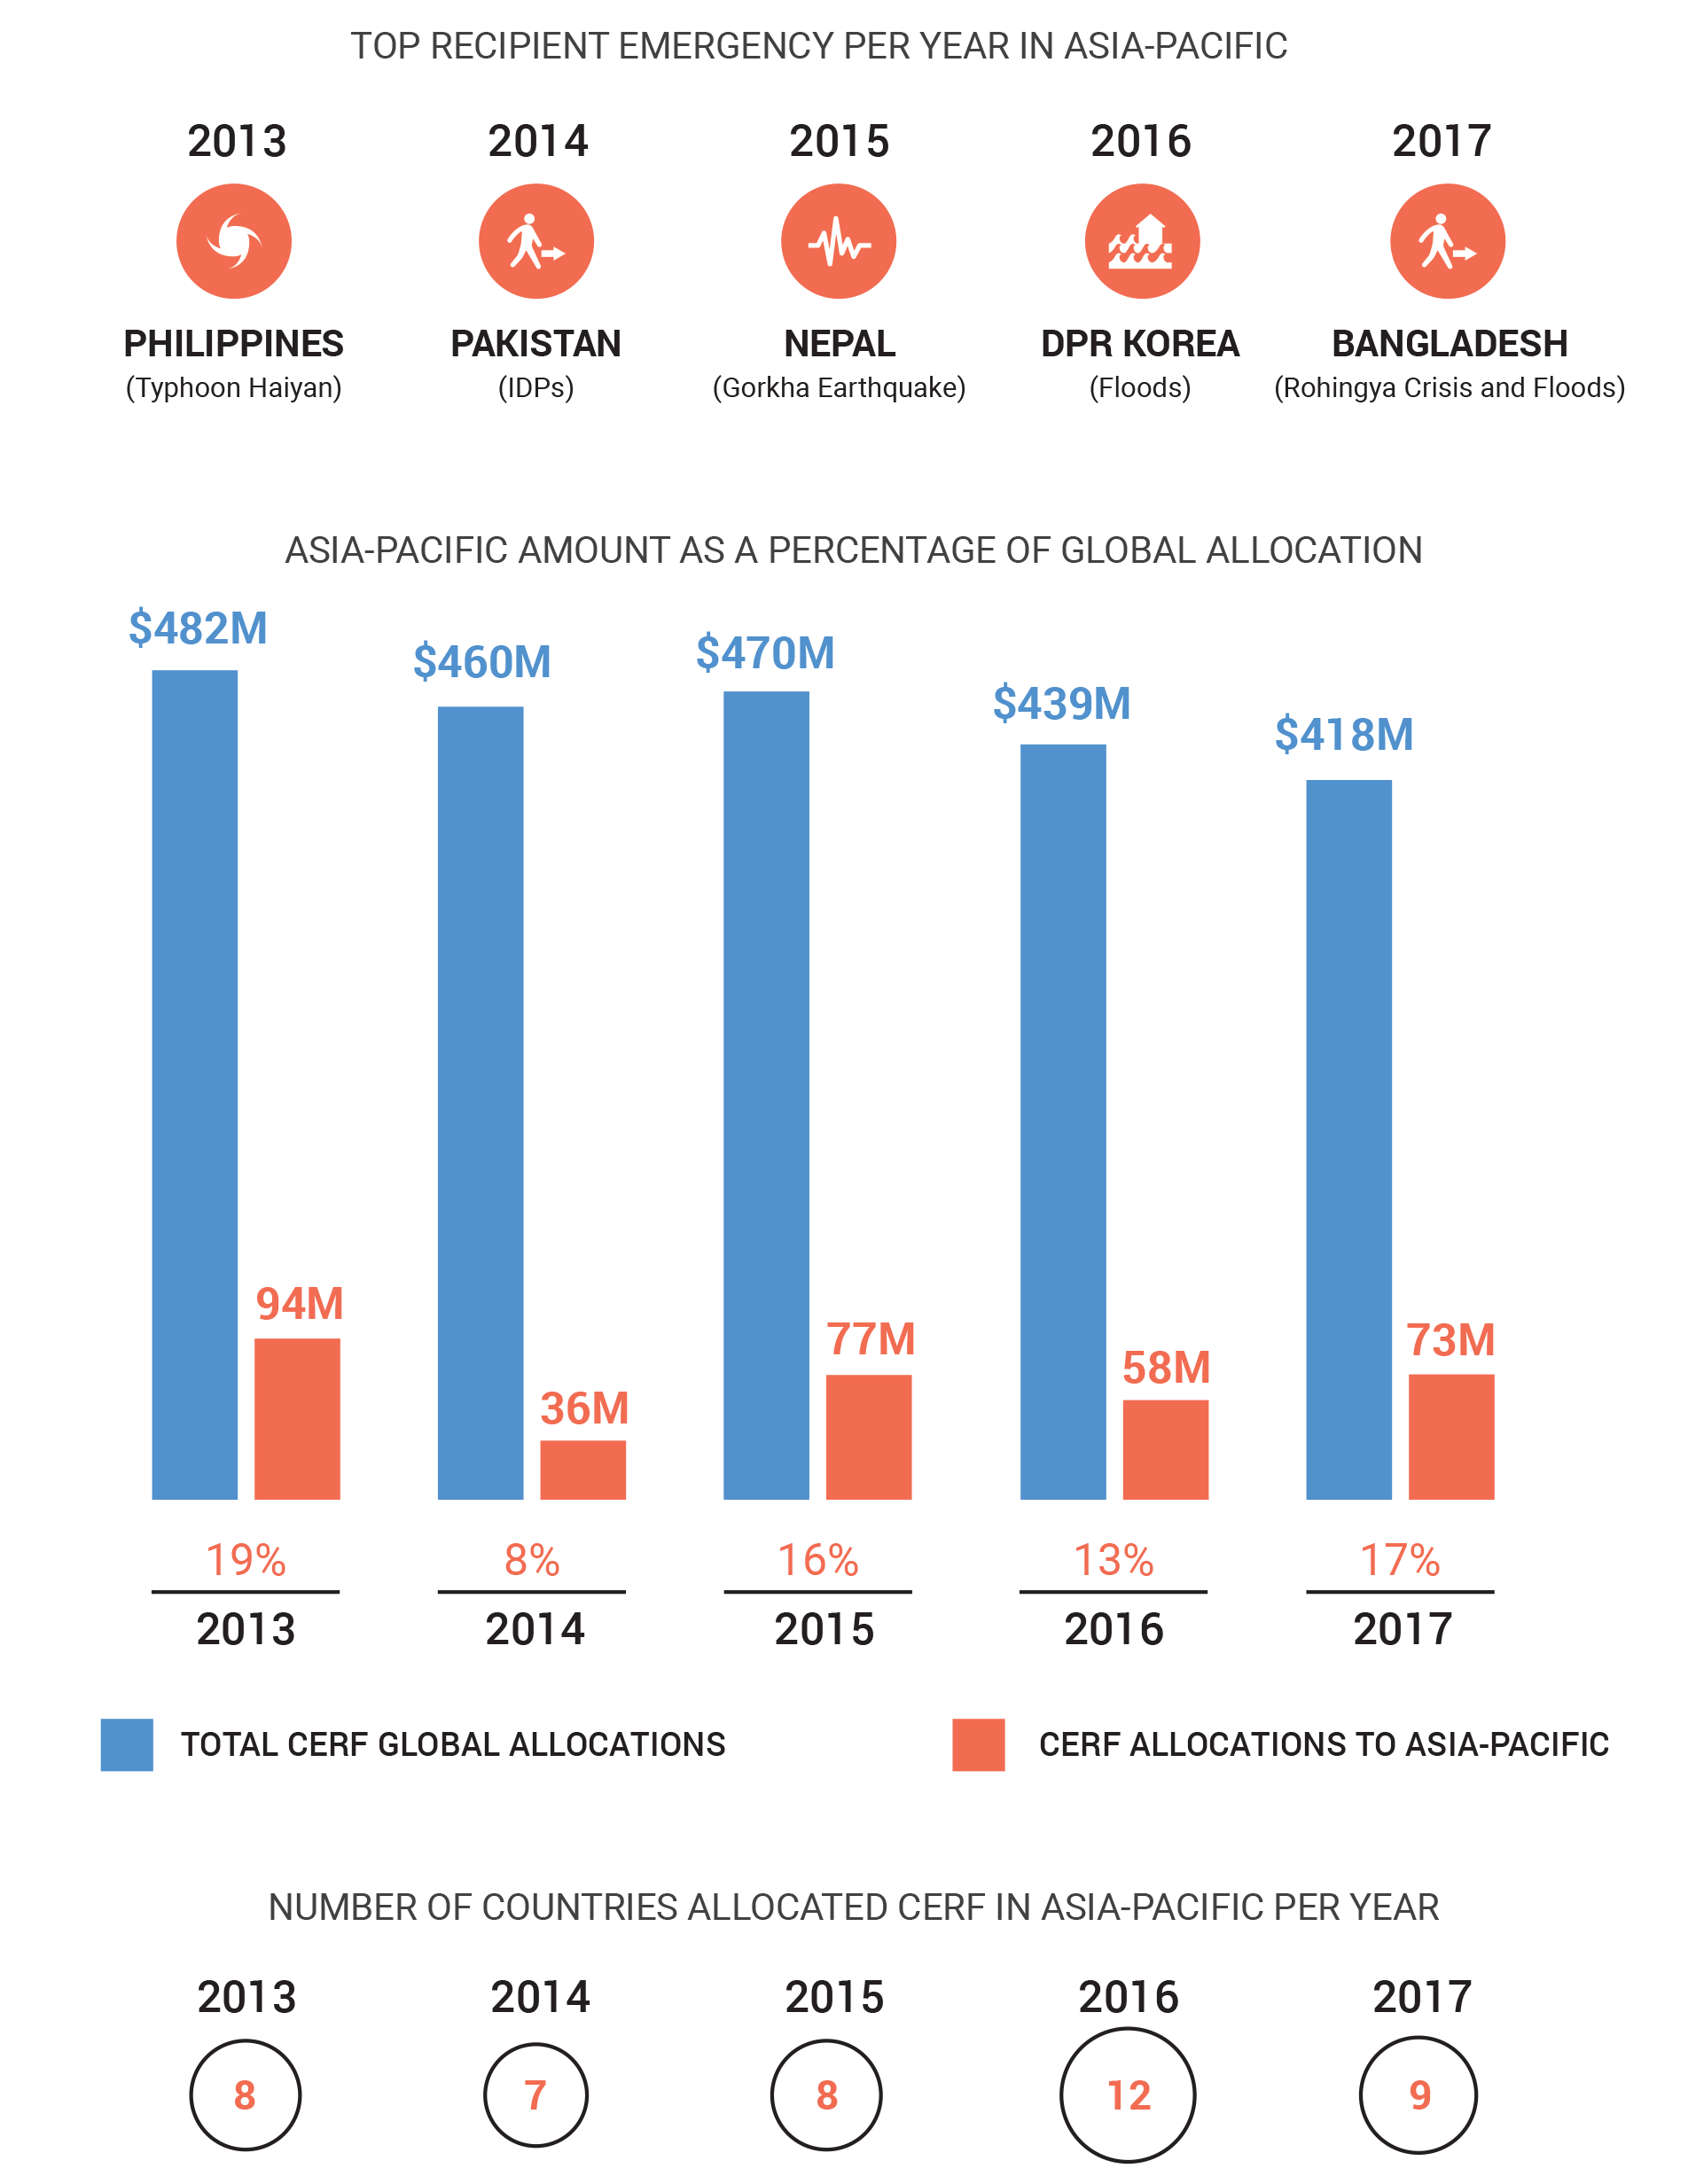 TOP RECIPIENT EMERGENCY PER YEAR IN ASIA-PACIFIC
2013 2014 2015 2016 2017
PHILIPPINES PAKISTAN NEPAL DPR KOREA BANGLADESH
(Typhoon Haiyan) (IDPs) (Gorkha Earthquake) (Floods) (Rohingya Crisis and Floods)
ASIA-PACIFIC AMOUNT AS A PERCENTAGE OF GLOBAL ALLOCATION
$482M $460M $470M $439M $418M
94M 36M 77M 58M 73M
19% 8% 16% 13% 17%
2013 2014 2015 2016 2017
TOTAL CERF GLOBAL ALLOCATIONS CERF ALLOCATIONS TO ASIA-PACIFIC
NUMBER OF COUNTRIES ALLOCATED CERF IN ASIA-PACIFIC PER YEAR
2013 2014 2015 2016 2017
8 7 8 12 9